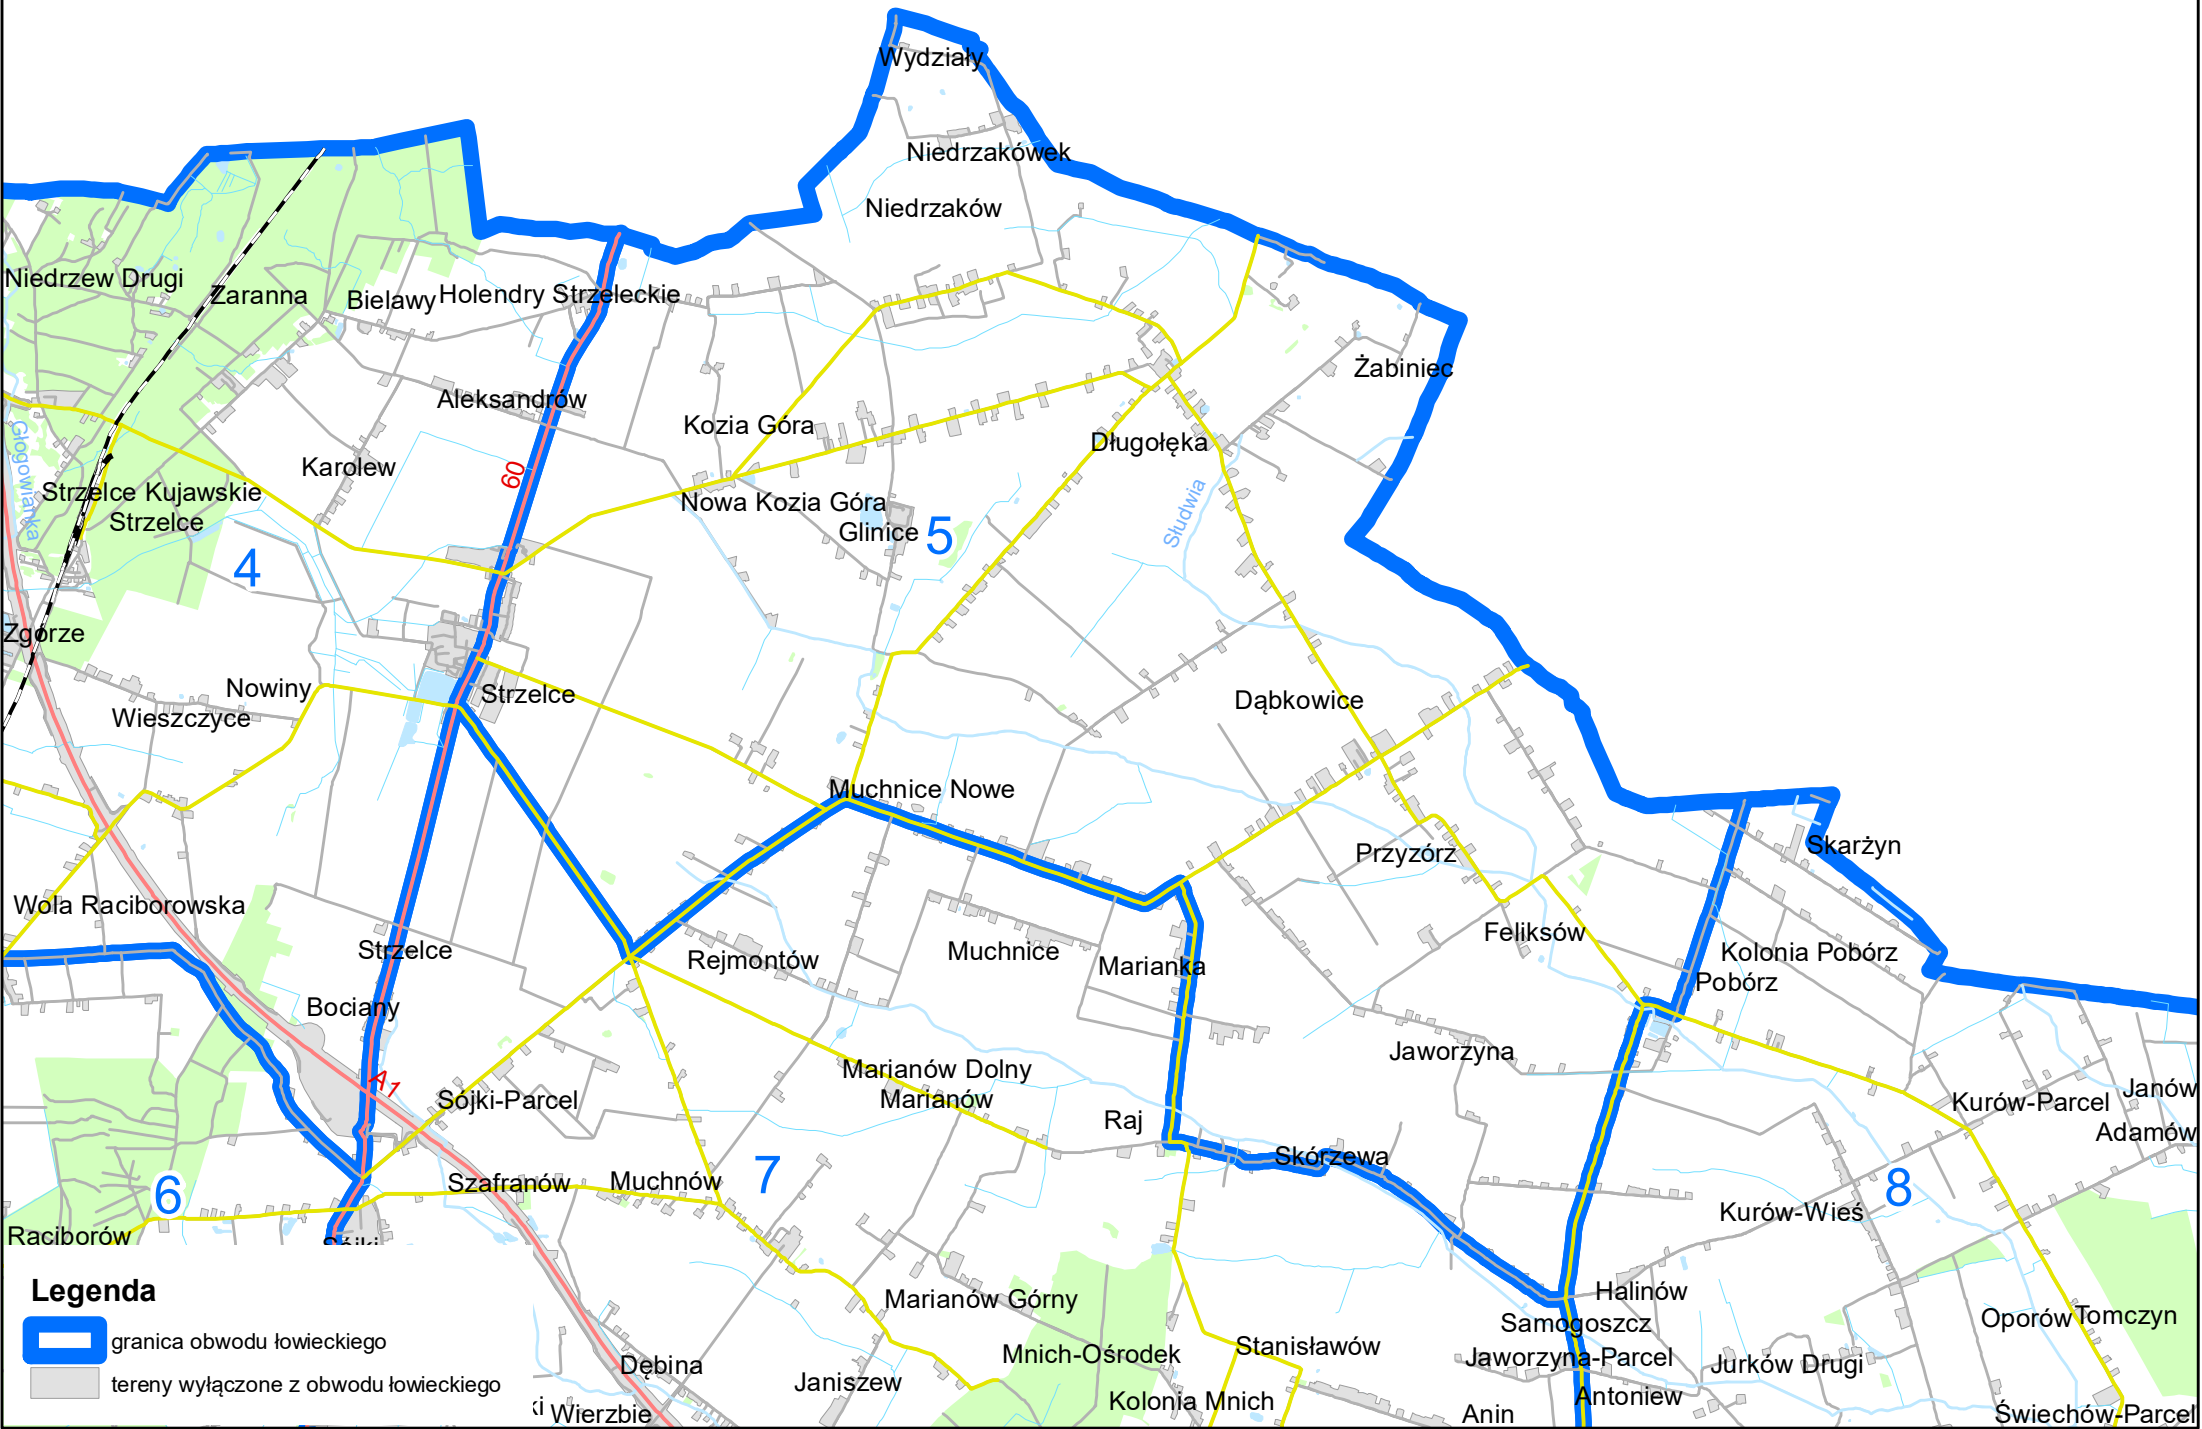 Wydziały
Niedrzakówek
Niedrzaków
Niedrzew Drugi
Zaranna
Bielawy
Holendry Strzeleckie
Żabiniec
Aleksandrów
Kozia Góra
Długołęka
Głogowianka
Karolew
60
Strzelce Kujawskie
Strzelce
Nowa Kozia Góra
Glinice
5
Słudwia
4
Zgórze
Nowiny
Strzelce
Dąbkowice
Wieszczyce
Muchnice Nowe
Skarżyn
Przyzórz
Wola Raciborowska
Feliksów
Strzelce
Rejmontów
Muchnice
Marianka
Kolonia Pobórz
Pobórz
Bociany
Jaworzyna
A1
Marianów Dolny
Marianów
Sójki-Parcel
Raj
Kurów-Parcel
Janów
Adamów
Skórzewa
6
Szafranów
Muchnów
7
8
Kurów-Wieś
Raciborów
Sójki
Legenda
granica obwodu łowieckiego
tereny wyłączone z obwodu łowieckiego
Marianów Górny
Halinów
Samogoszcz
Oporów
Tomczyn
Mnich-Ośrodek
Stanisławów
Jaworzyna-Parcel
Jurków Drugi
Dębina
Janiszew
Kolonia Mnich
Antoniew
ki
Wierzbie
Anin
Świechów-Parcel